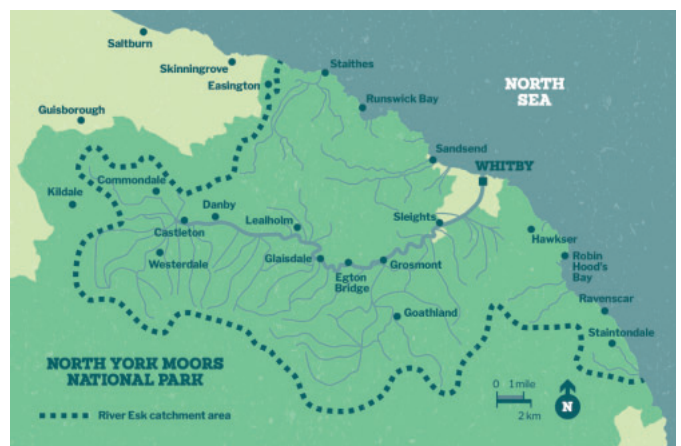 Saltburn
Skinningrove
Easington
Staithes
Runswick Bay
NORTH
SEA
Guisborough
Sandsend
WHITBY
Kildale
Commondale
Danby
Castleton
Lealholm
Sleights
Westerdale
Glaisdale
Egton
Bridge
Grosmont
Hawkser
Robin
Hood's
Bay
Goathland
Ravenscar
Staintondale
NORTH YORK MOORS
NATIONAL PARK
River Esk catchment area
0 1 mile
2 km
N